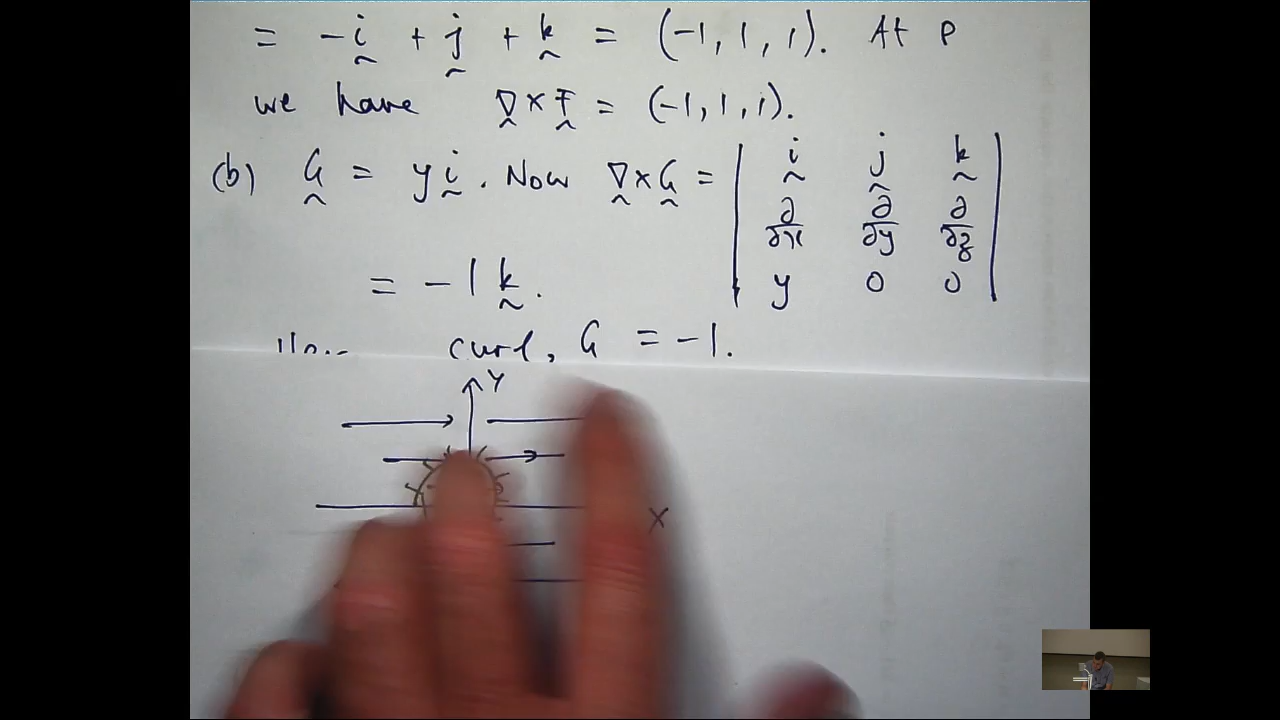 = -i + j + k = (-1, 1, 1). At P
we have ∇×F = (-1, 1, 1).
(b) G = y i. Now ∇×G = | i j k |
| ∂/∂x ∂/∂y ∂/∂z |
| y 0 0 |
= -1 k.
curl, G = -1.
Y
X